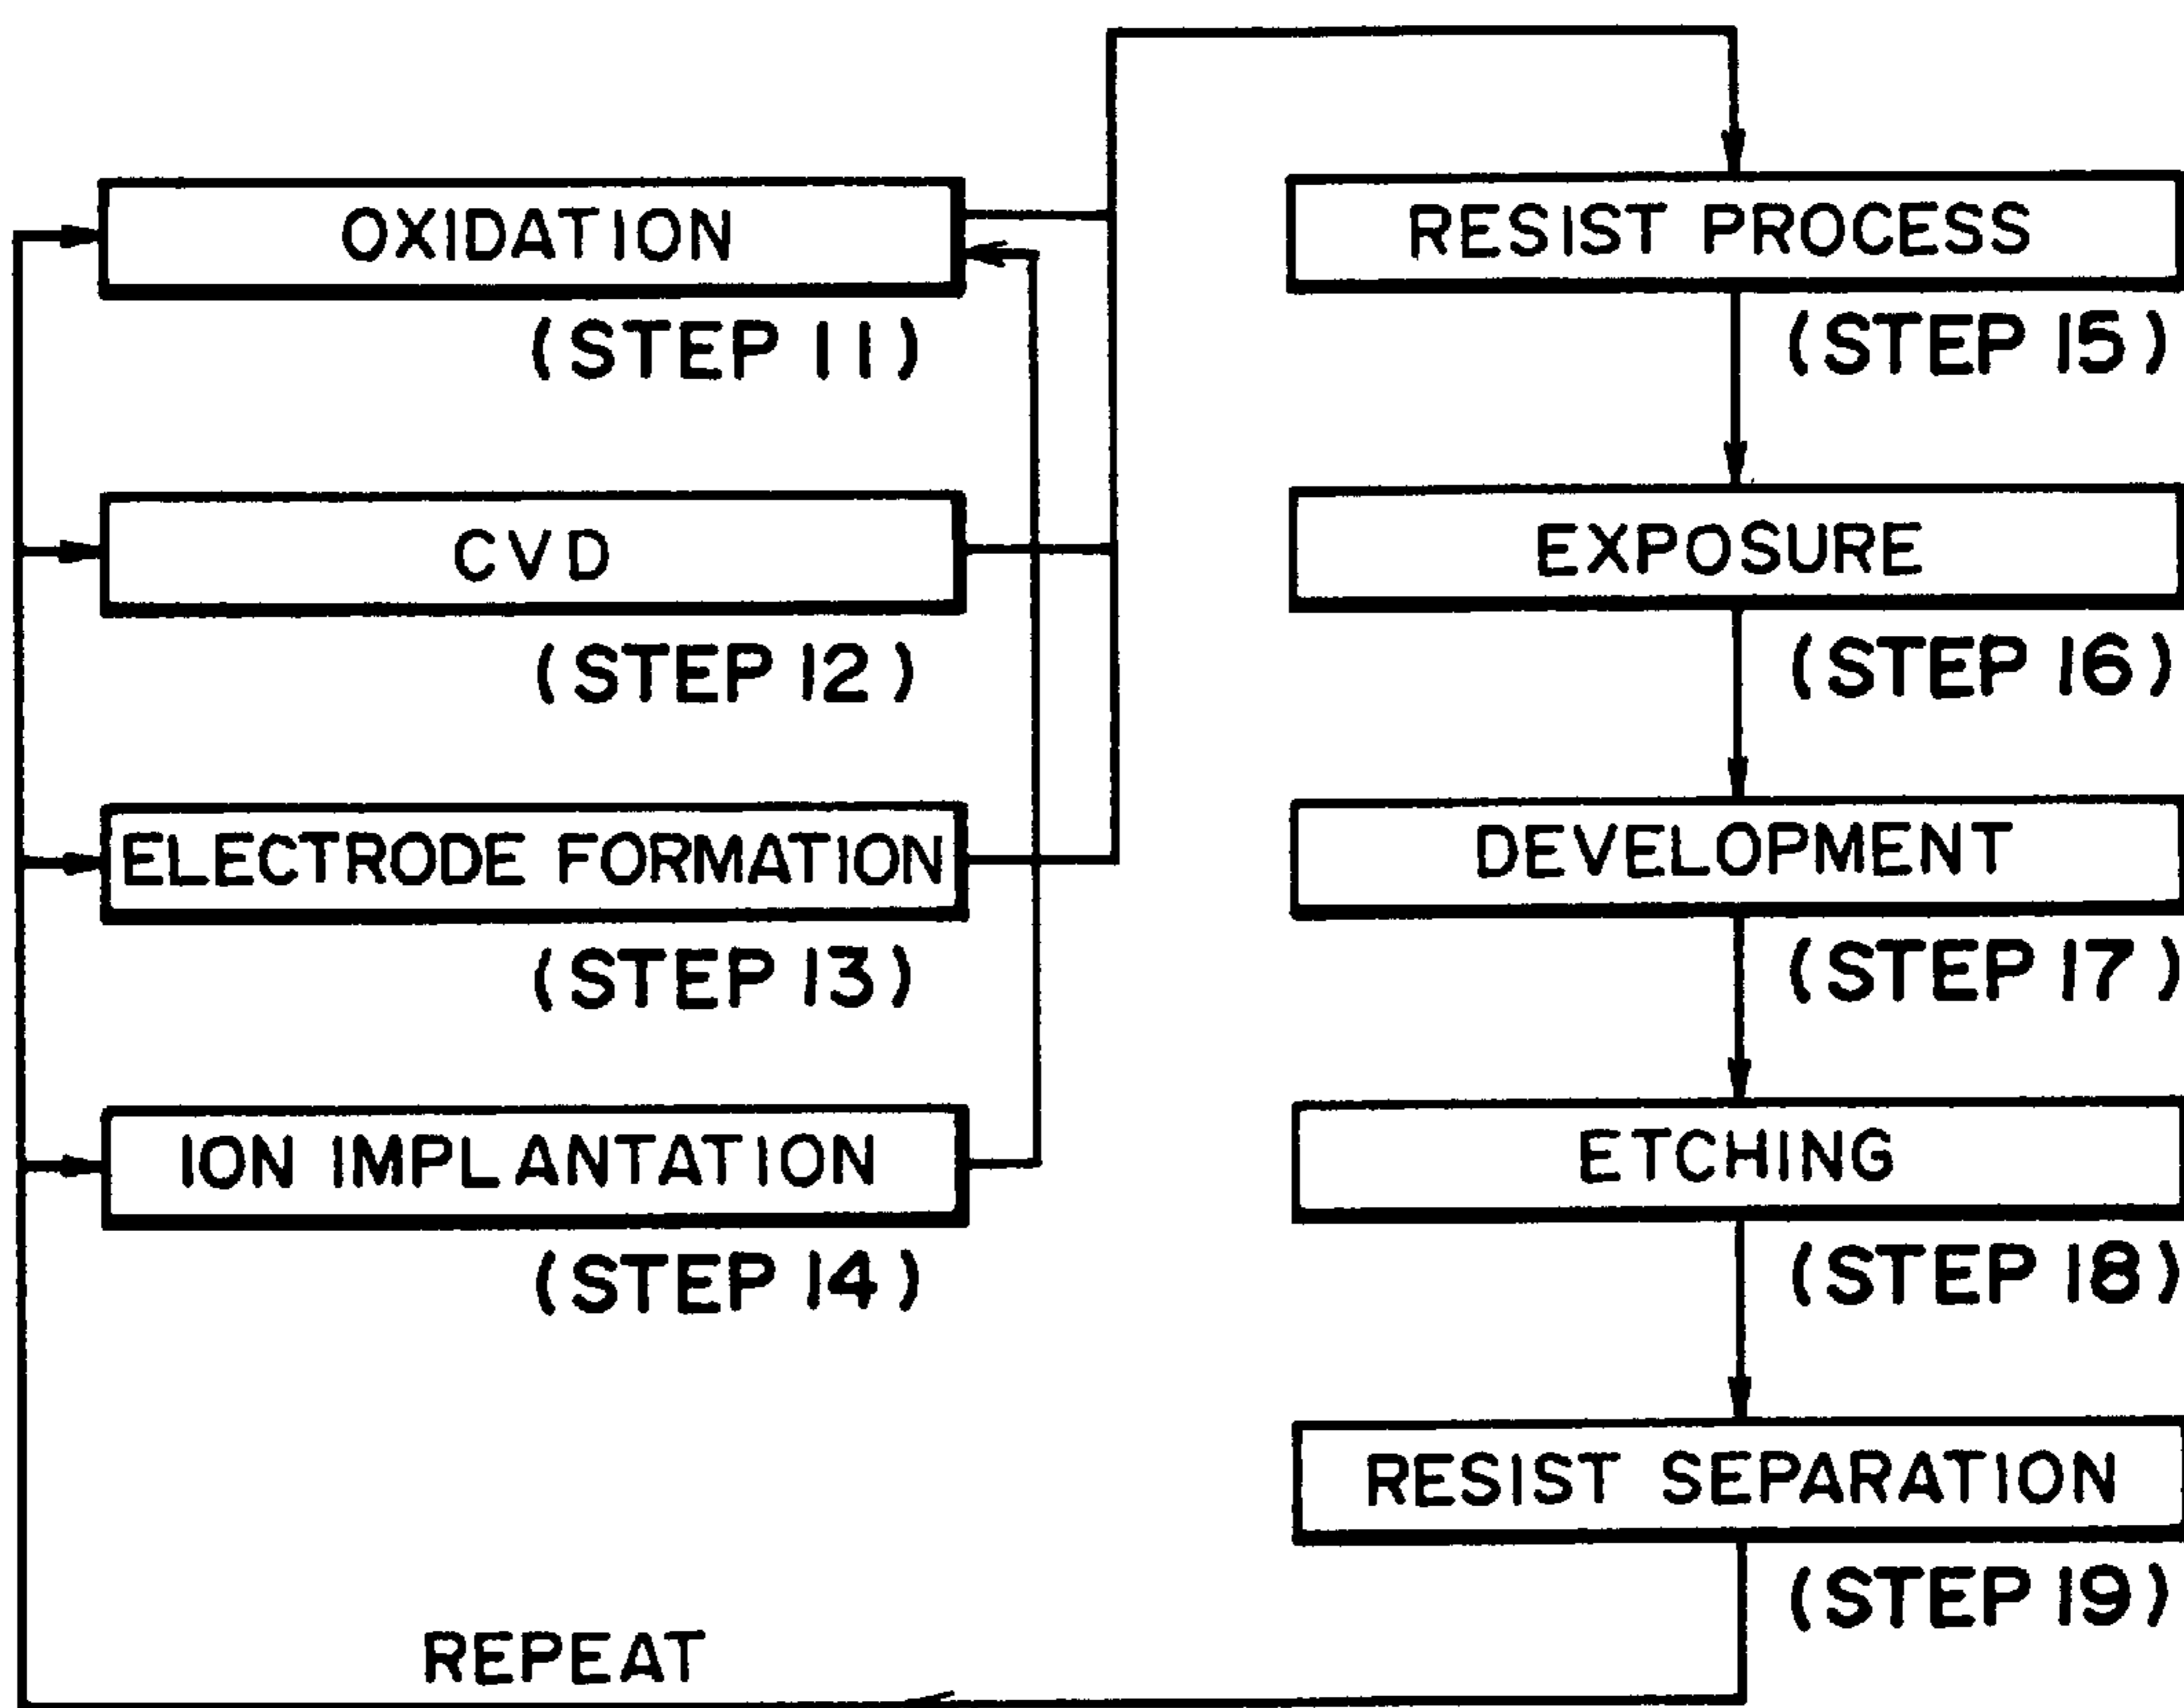 OXIDATION
(STEP 11)
CVD
(STEP 12)
ELECTRODE FORMATION
(STEP 13)
ION IMPLANTATION
(STEP 14)
RESIST PROCESS
(STEP 15)
EXPOSURE
(STEP 16)
DEVELOPMENT
(STEP 17)
ETCHING
(STEP 18)
RESIST SEPARATION
(STEP 19)
REPEAT